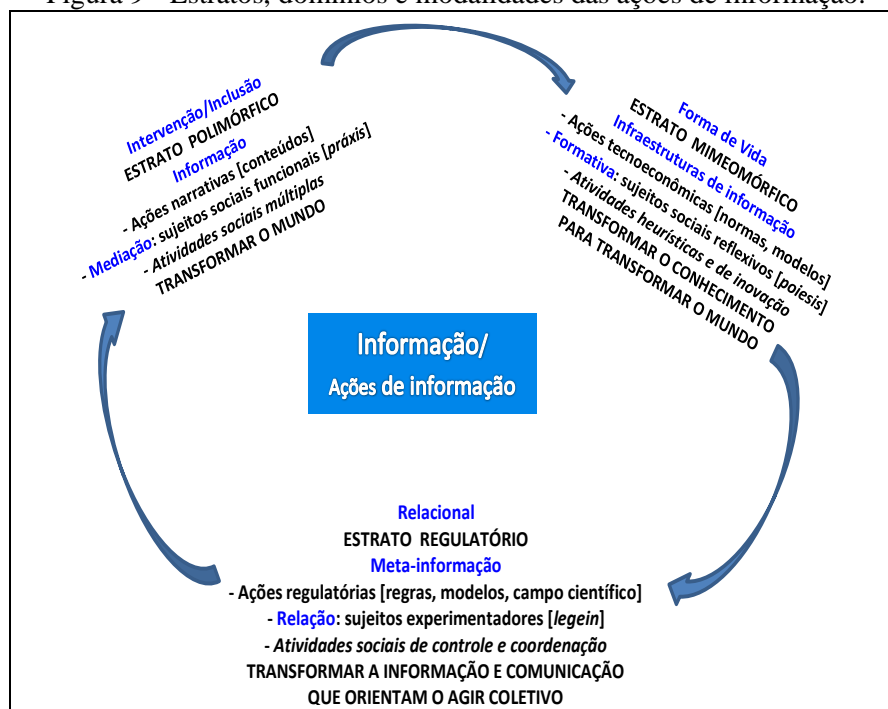 Figura 9 - Estratos, domínios e modalidades das ações de informação.
Intervenção/Inclusão
ESTRATO POLIMÓRFICO
Informação
- Ações narrativas [conteúdos]
- Mediação: sujeitos sociais funcionais [práxis]
- Atividades sociais múltiplas
TRANSFORMAR O MUNDO
Forma de Vida
ESTRATO MIMEOMÓRFICO
Infraestruturas de informação
- Ações tecnoeconômicas [normas, modelos]
- Formativa: sujeitos sociais reflexivos [poiesis]
- Atividades heurísticas e de inovação
TRANSFORMAR O CONHECIMENTO
PARA TRANSFORMAR O MUNDO
Informação/
Ações de informação
Relacional
ESTRATO REGULATÓRIO
Meta-informação
- Ações regulatórias [regras, modelos, campo científico]
- Relação: sujeitos experimentadores [legein]
- Atividades sociais de controle e coordenação
TRANSFORMAR A INFORMAÇÃO E COMUNICAÇÃO
QUE ORIENTAM O AGIR COLETIVO